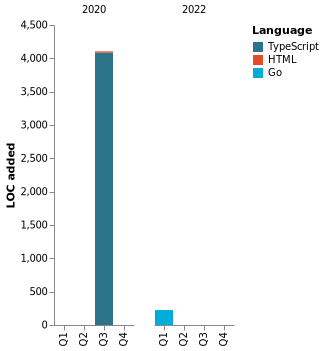 2020
2022
LOC added
4,500
4,000
3,500
3,000
2,500
2,000
1,500
1,000
500
0
Q1
Q2
Q3
Q4
Q1
Q2
Q3
Q4
Language
TypeScript
HTML
Go